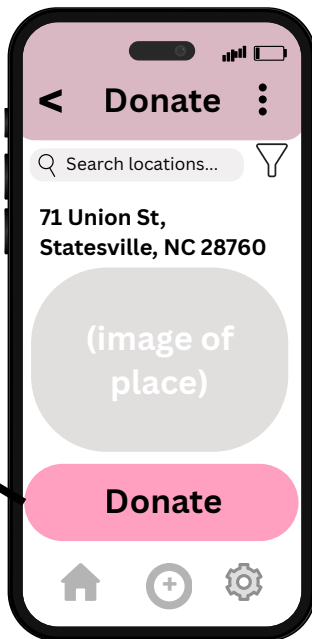 < Donate
Search locations...
71 Union St,
Statesville, NC 28760
(image of
place)
Donate